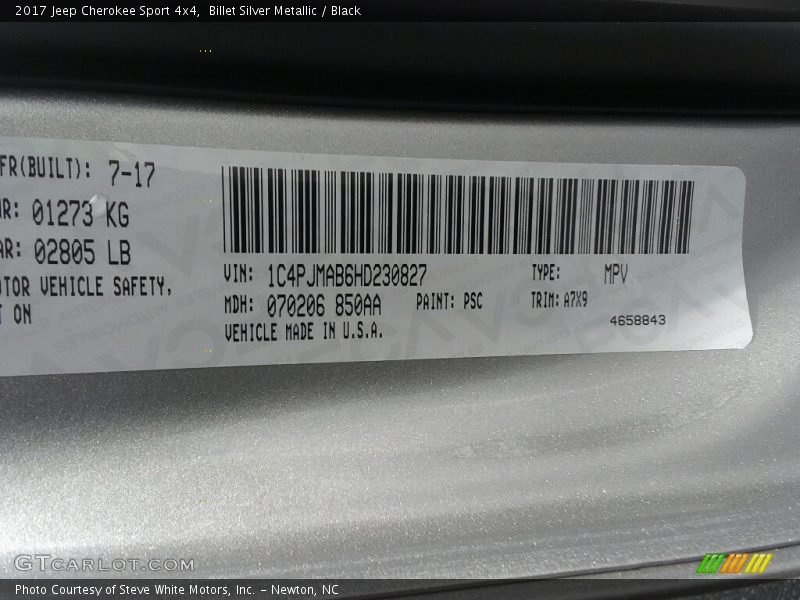 2017 Jeep Cherokee Sport 4x4,  Billet Silver Metallic / Black
FR(BUILT): 7-17
R: 01273 KG
AR: 02805 LB
OTOR VEHICLE SAFETY,
T ON
VIN: 1C4PJMAB6HD230827 TYPE: MPV
MDH: 070206 850AA PAINT: PSC TRIM: A7X9
VEHICLE MADE IN U.S.A. 4658843
GTCarLot.com
Photo Courtesy of Steve White Motors, Inc. – Newton, NC